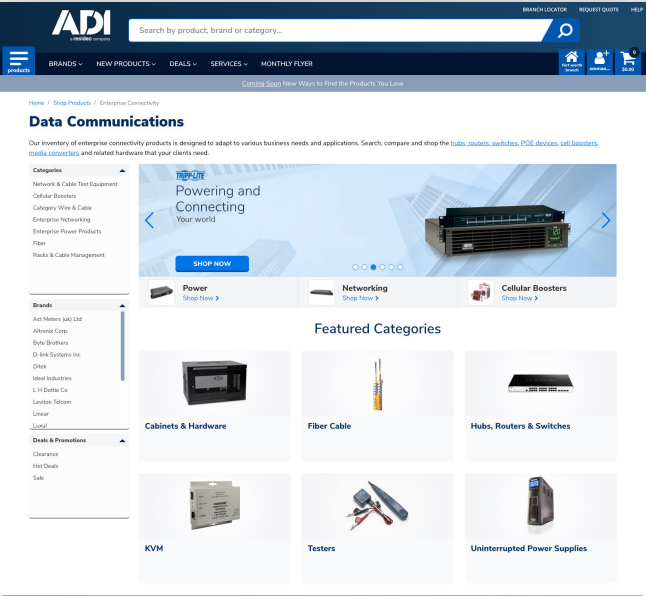 BRANCH LOCATOR REQUEST QUOTE HELP
ADI
a resideo company
Search by product, brand or category...
products
BRANDS NEW PRODUCTS DEALS SERVICES MONTHLY FLYER
fort worth
branch
emman...
0
$0.00
Coming Soon New Ways to Find the Products You Love
Home / Shop Products / Enterprise Connectivity
Data Communications
Our inventory of enterprise connectivity products is designed to adapt to various business needs and applications. Search, compare and shop the hubs, routers, switches, POE devices, cell boosters,
media converters and related hardware that your clients need.
Categories
Network & Cable Test Equipment
Cellular Boosters
Category Wire & Cable
Enterprise Networking
Enterprise Power Products
Fiber
Racks & Cable Management
Brands
Act Meters (uk) Ltd
Altronix Corp.
Byte Brothers
D-link Systems Inc
Ditek
Ideal Industries
L H Dottie Co
Leviton Telcom
Linear
Luxul
Deals & Promotions
Clearance
Hot Deals
Sale
TRIPP·LITE
Powering and
Connecting
Your world
SHOP NOW
Power
Shop Now >
Networking
Shop Now >
Cellular Boosters
Shop Now >
Featured Categories
Cabinets & Hardware
Fiber Cable
Hubs, Routers & Switches
KVM
Testers
Uninterrupted Power Supplies